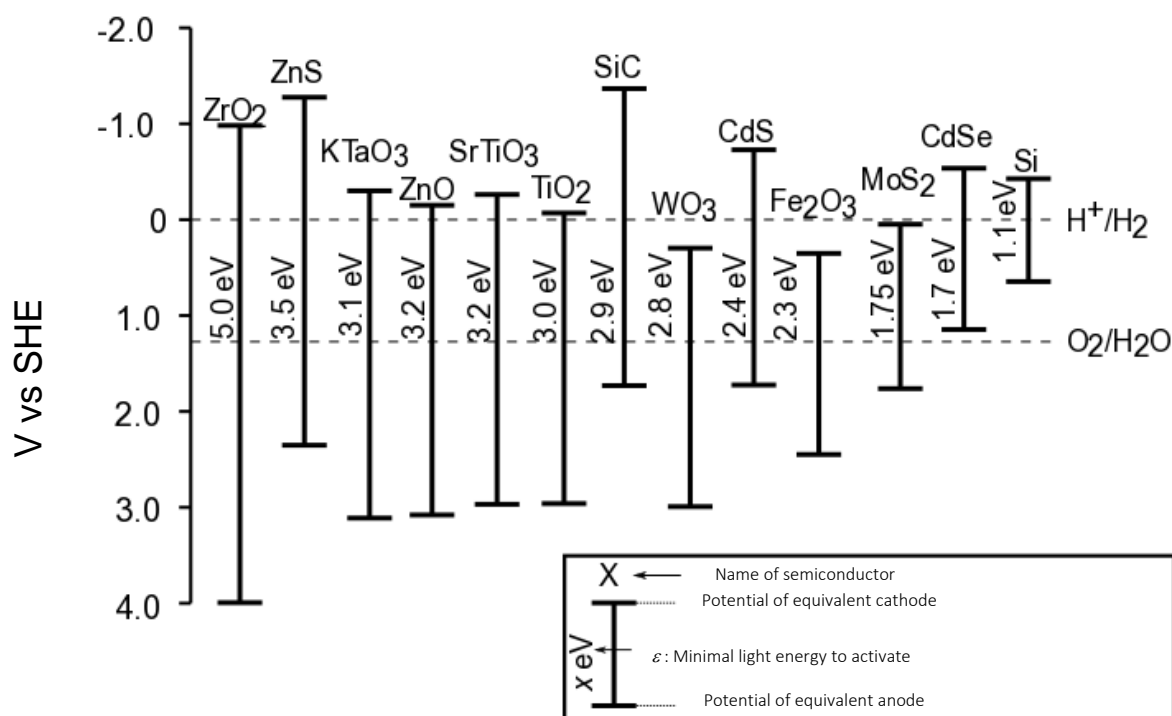 -2.0
-1.0
0
1.0
2.0
3.0
4.0
V vs SHE
ZrO2
5.0 eV
ZnS
3.5 eV
KTaO3
3.1 eV
ZnO
3.2 eV
SrTiO3
3.2 eV
TiO2
3.0 eV
SiC
2.9 eV
WO3
2.8 eV
CdS
2.4 eV
Fe2O3
2.3 eV
MoS2
1.75 eV
CdSe
1.7 eV
Si
1.1 eV
H+/H2
O2/H2O
X
Name of semiconductor
Potential of equivalent cathode
x eV
ε : Minimal light energy to activate
Potential of equivalent anode